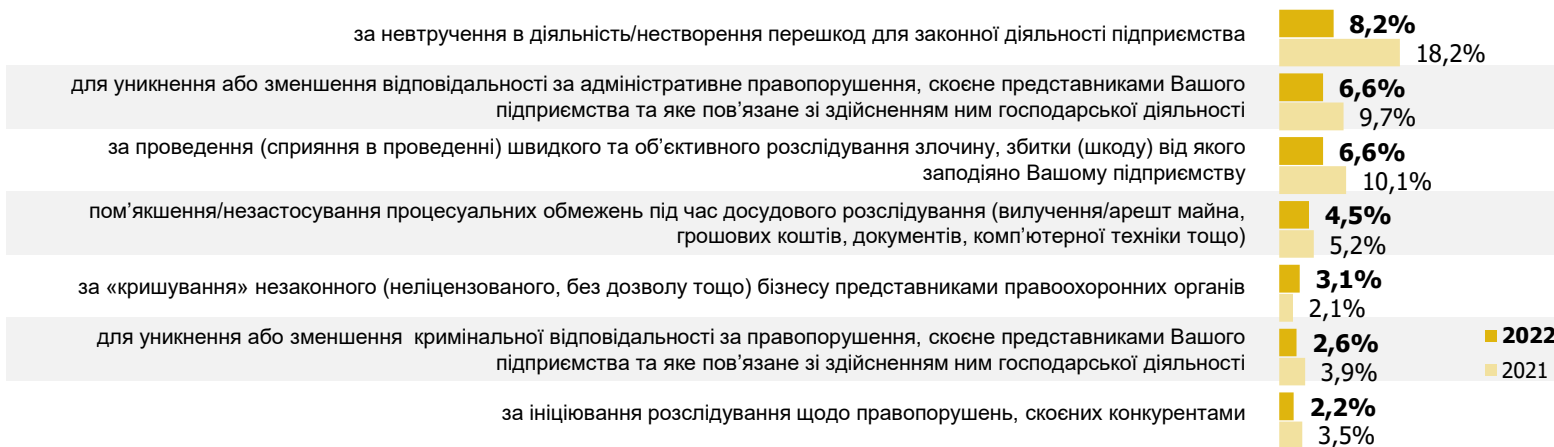 за невтручення в діяльність/нестворення перешкод для законної діяльності підприємства
8,2%
18,2%
для уникнення або зменшення відповідальності за адміністративне правопорушення, скоєне представниками Вашого
підприємства та яке пов’язане зі здійсненням ним господарської діяльності
6,6%
9,7%
за проведення (сприяння в проведенні) швидкого та об’єктивного розслідування злочину, збитки (шкоду) від якого
заподіяно Вашому підприємству
6,6%
10,1%
пом’якшення/незастосування процесуальних обмежень під час досудового розслідування (вилучення/арешт майна,
грошових коштів, документів, комп’ютерної техніки тощо)
4,5%
5,2%
за «кришування» незаконного (неліцензованого, без дозволу тощо) бізнесу представниками правоохоронних органів
3,1%
2,1%
для уникнення або зменшення  кримінальної відповідальності за правопорушення, скоєне представниками Вашого
підприємства та яке пов’язане зі здійсненням ним господарської діяльності
2,6%
3,9%
2022
2021
за ініціювання розслідування щодо правопорушень, скоєних конкурентами
2,2%
3,5%